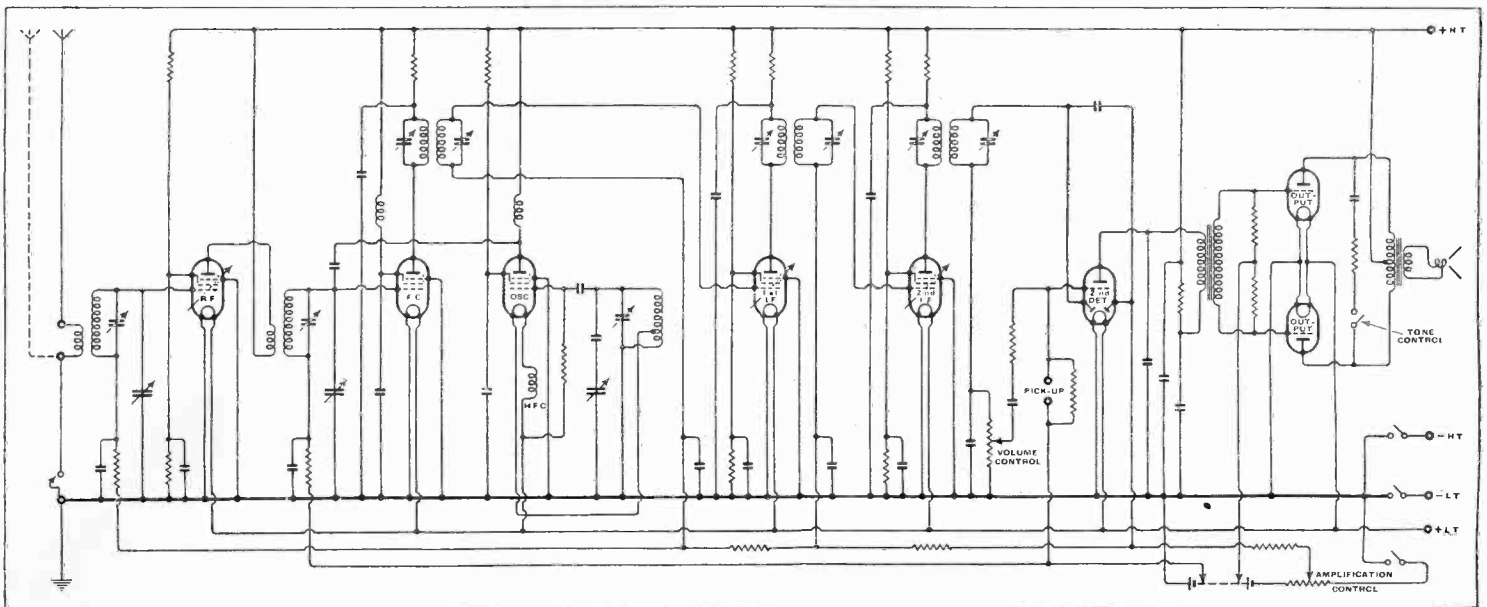 +HT
RF
FC
OSC
1st
IF
2nd
IF
2nd
DET
OUT-
PUT
OUT-
PUT
TONE
CONTROL
HFC
PICK-UP
VOLUME
CONTROL
-HT
-LT
+LT
AMPLIFICATION
CONTROL